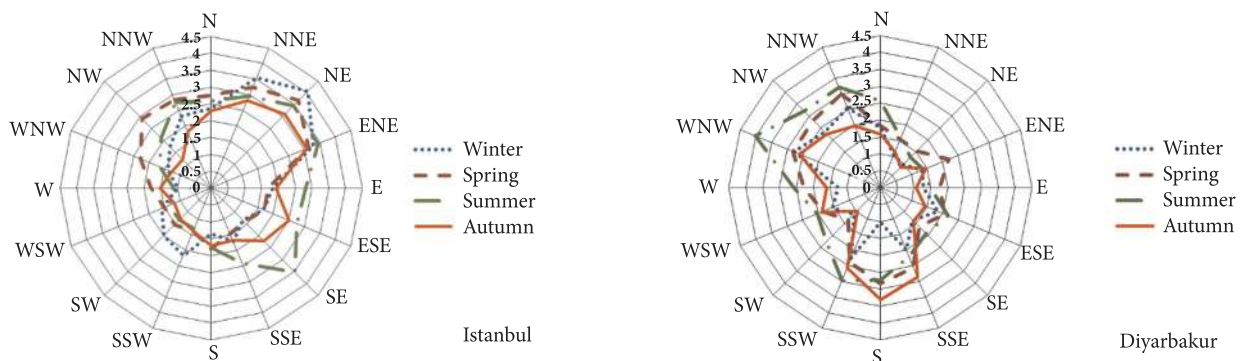 N
NNE
NE
ENE
E
ESE
SE
SSE
S
SSW
SW
WSW
W
WNW
NW
NNW
4.5
4
3.5
3
2.5
2
1.5
1
0.5
0
Winter
Spring
Summer
Autumn
Istanbul
N
NNE
NE
ENE
E
ESE
SE
SSE
S
SSW
SW
WSW
W
WNW
NW
NNW
4.5
4
3.5
3
2.5
2
1.5
1
0.5
0
Winter
Spring
Summer
Autumn
Diyarbakur